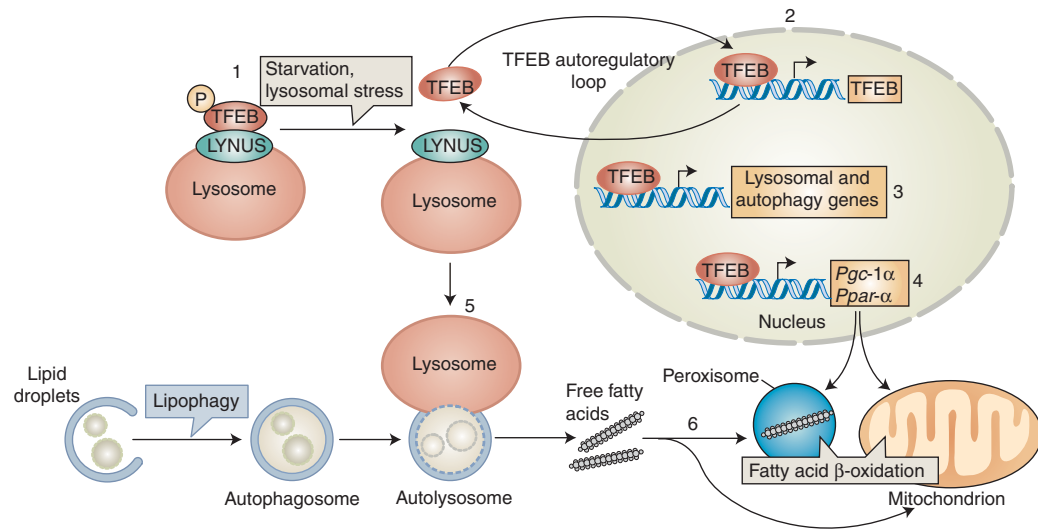 1
Starvation,
lysosomal stress
P
TFEB
LYNUS
Lysosome
TFEB
LYNUS
Lysosome
TFEB autoregulatory
loop
2
TFEB
TFEB
TFEB
Lysosomal and
autophagy genes
3
TFEB
Pgc-1α
Ppar-α
4
Nucleus
5
Lysosome
Lipid
droplets
Lipophagy
Autophagosome
Autolysosome
Free fatty
acids
6
Peroxisome
Fatty acid β-oxidation
Mitochondrion